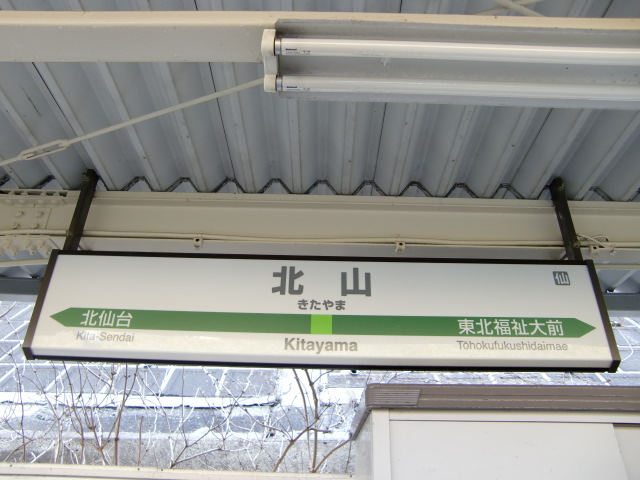 北山
仙
きたやま
北仙台
東北福祉大前
Kita-Sendai
Kitayama
Tōhokufukushidaimae